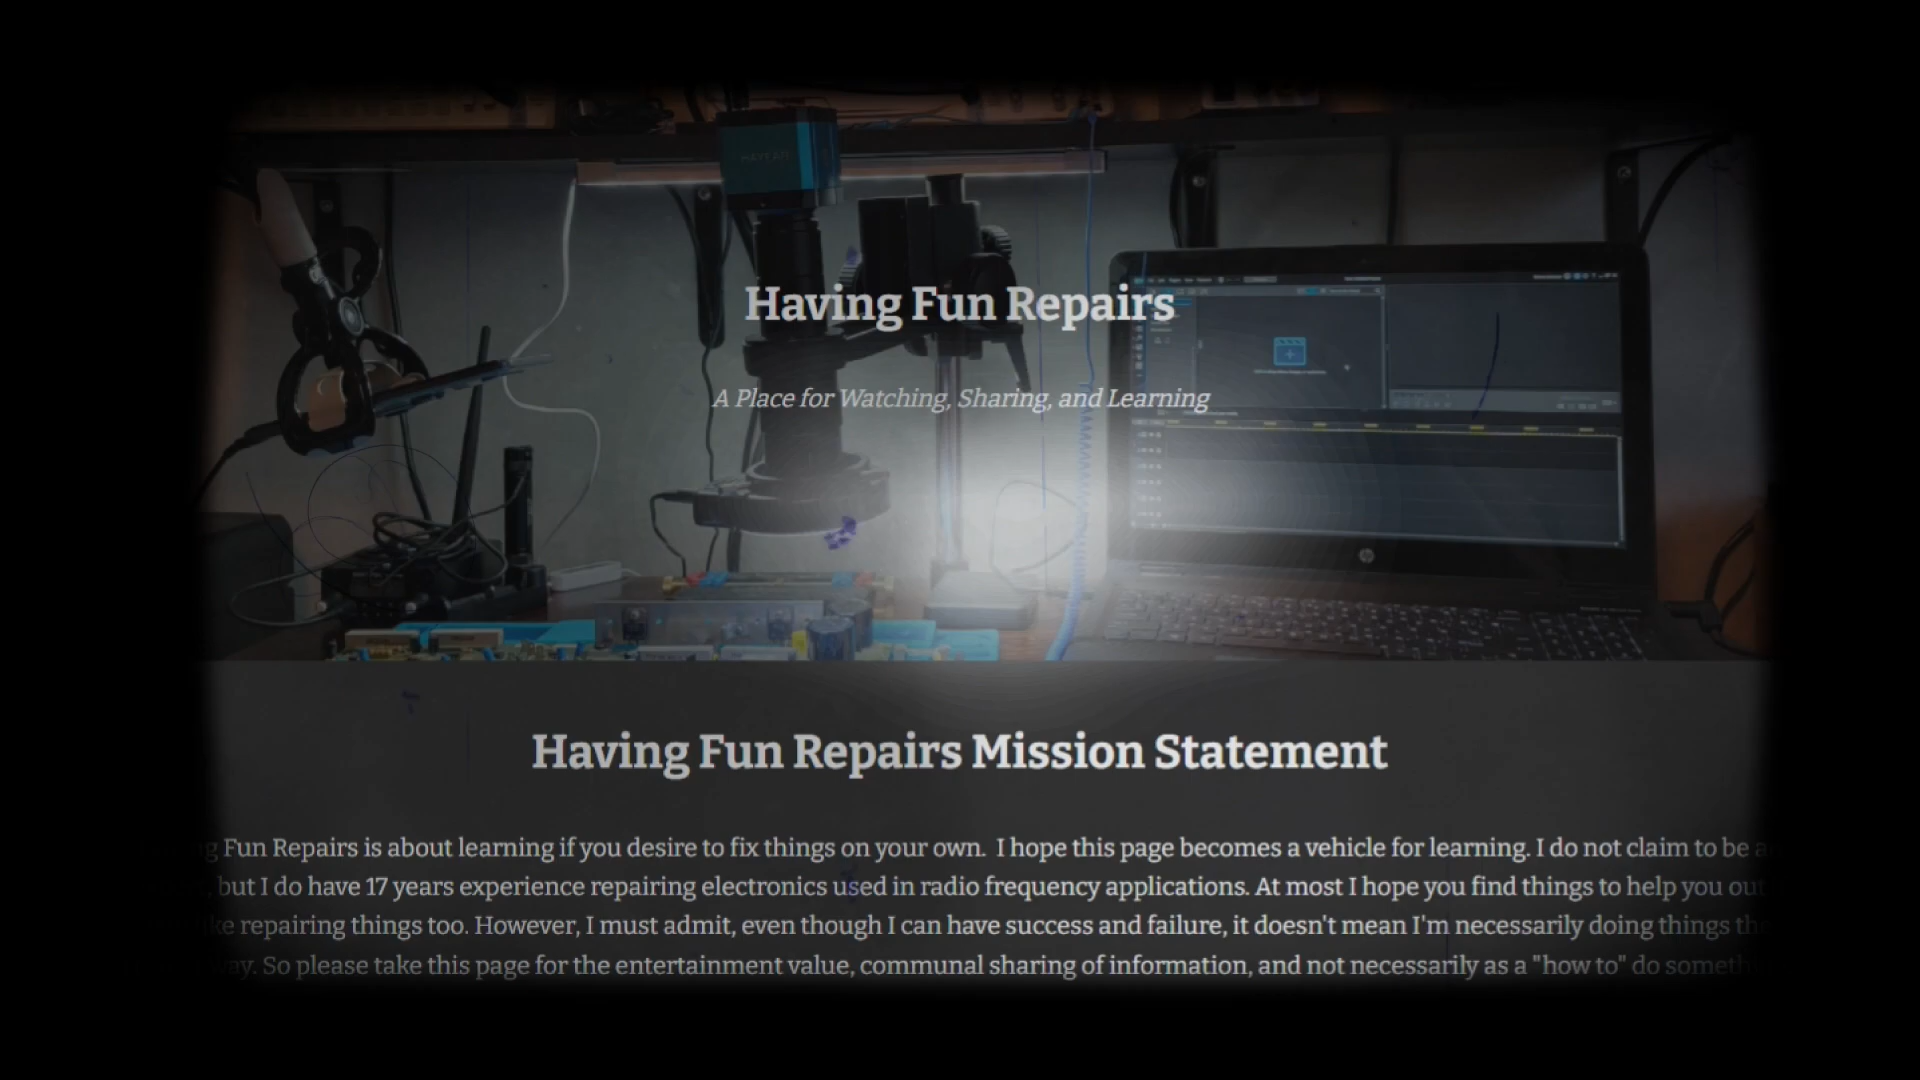 HAYEAR
Having Fun Repairs
A Place for Watching, Sharing, and Learning
hp
Having Fun Repairs Mission Statement
Fun Repairs is about learning if you desire to fix things on your own. I hope this page becomes a vehicle for learning. I do not claim to be
but I do have 17 years experience repairing electronics used in radio frequency applications. At most I hope you find things to help you out
repairing things too. However, I must admit, even though I can have success and failure, it doesn't mean I'm necessarily doing things
way. So please take this page for the entertainment value, communal sharing of information, and not necessarily as a "how to" do